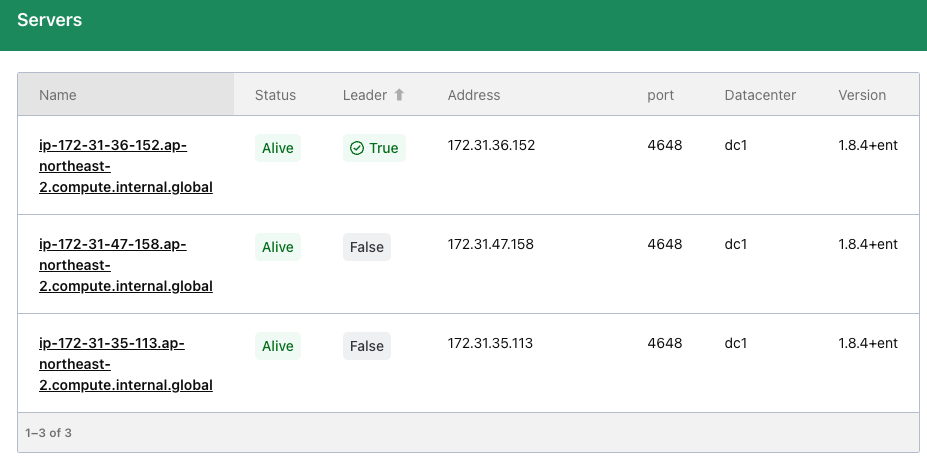 Servers
Name Status Leader Address port Datacenter Version
ip-172-31-36-152.ap- Alive True 172.31.36.152 4648 dc1 1.8.4+ent
northeast-
2.compute.internal.global
ip-172-31-47-158.ap- Alive False 172.31.47.158 4648 dc1 1.8.4+ent
northeast-
2.compute.internal.global
ip-172-31-35-113.ap- Alive False 172.31.35.113 4648 dc1 1.8.4+ent
northeast-
2.compute.internal.global
1–3 of 3